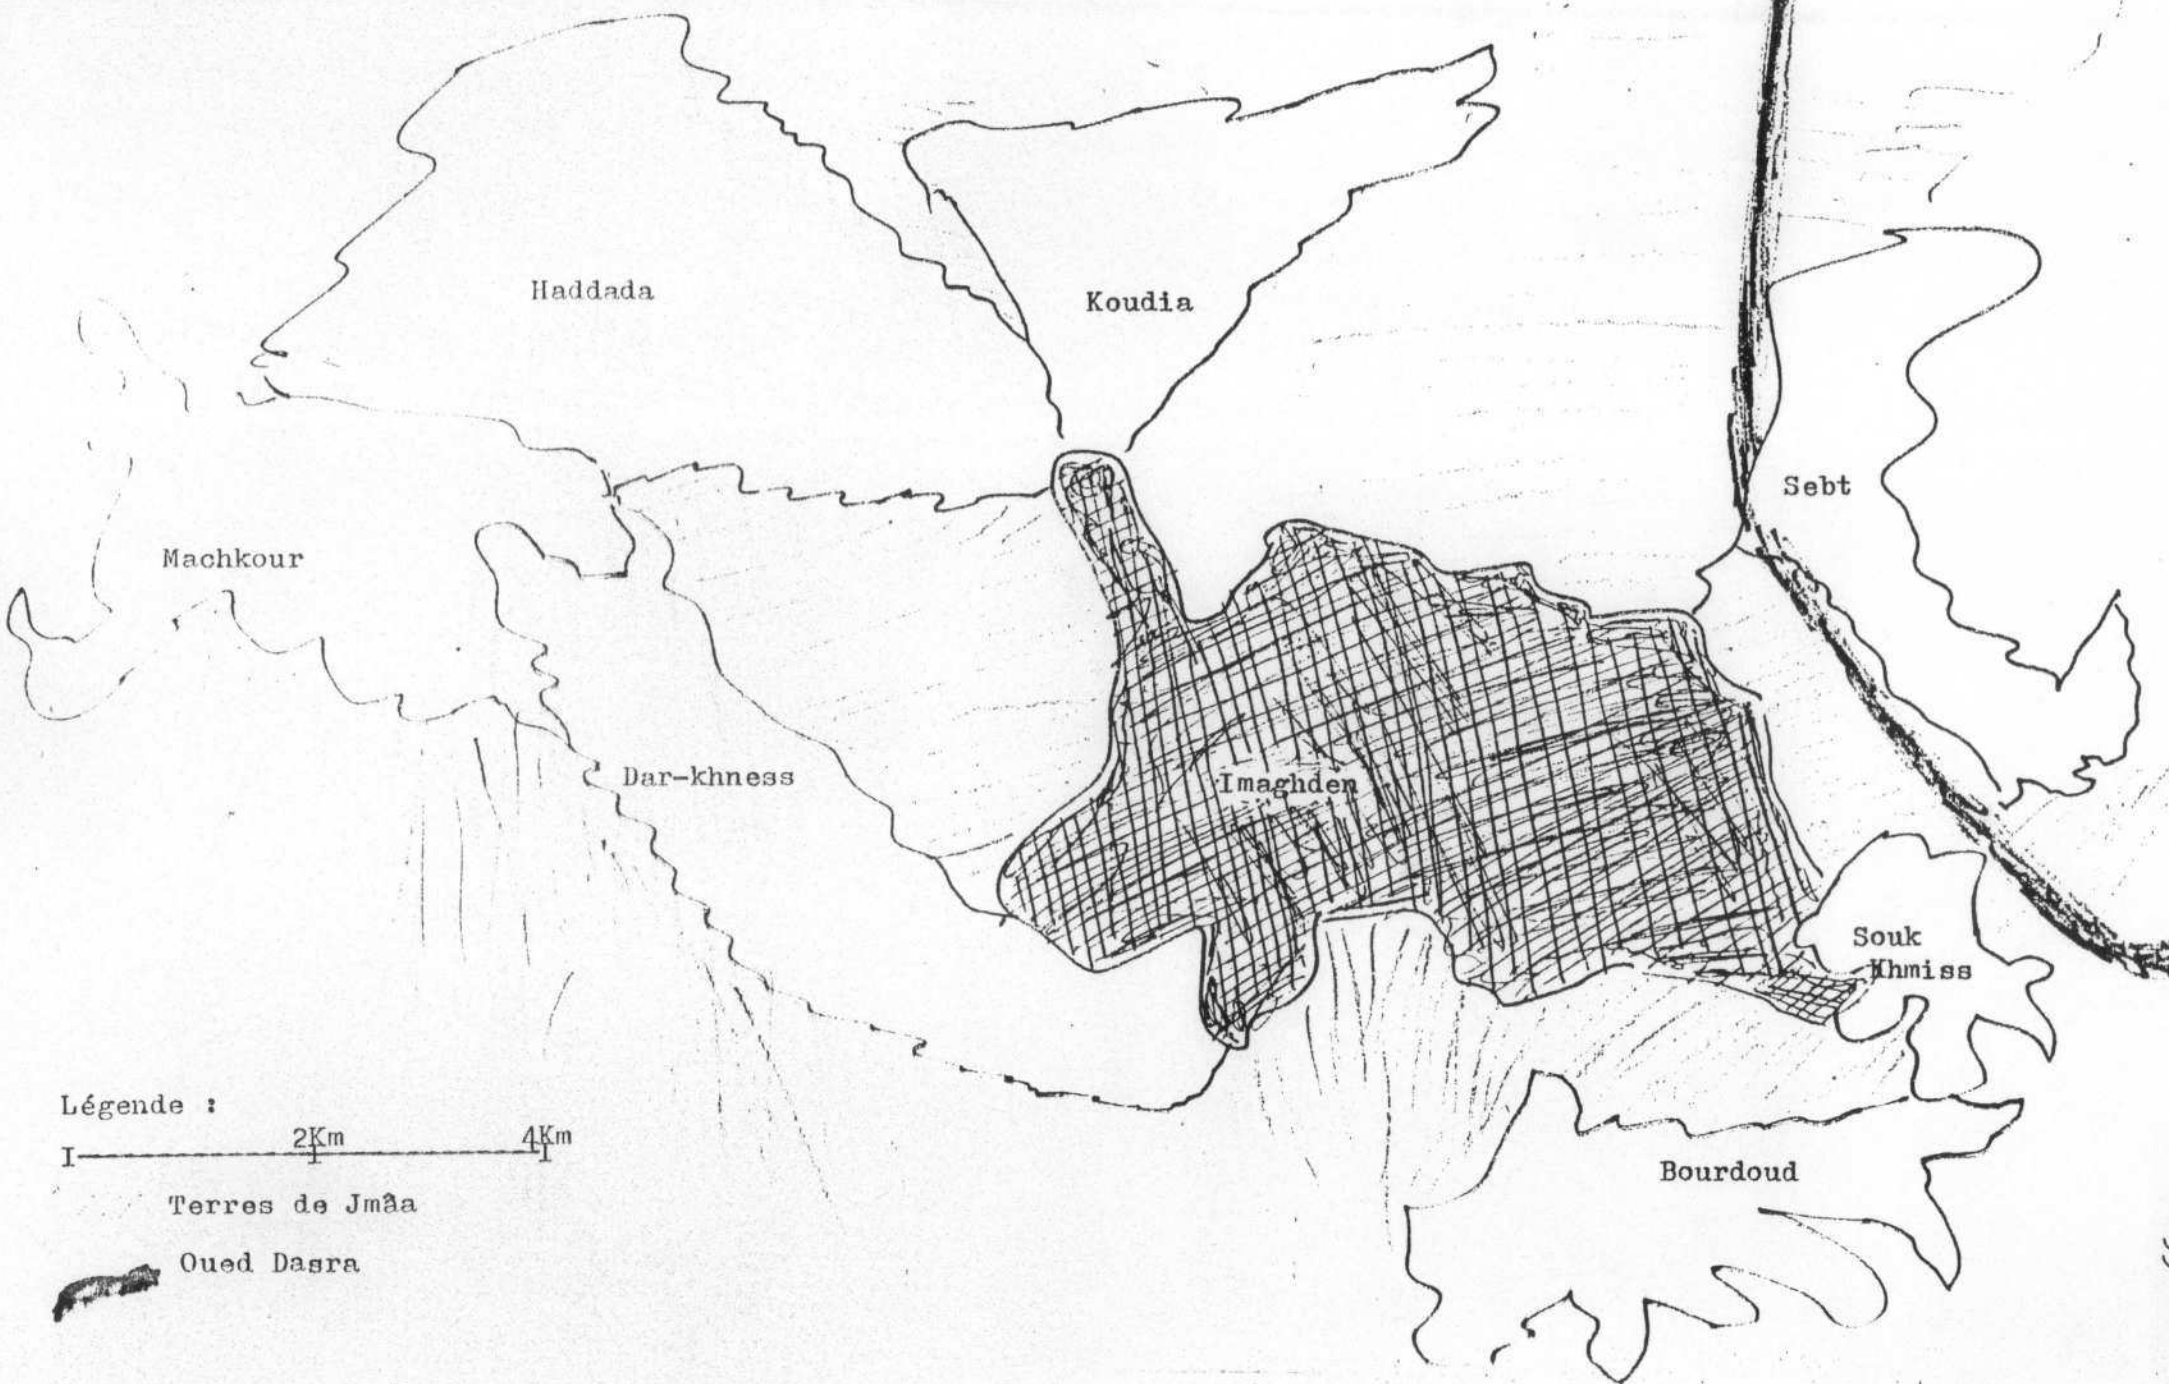 Haddada
Koudia
Sebt
Machkour
Dar-khness
Imaghden
Souk
Khmiss
Bourdoud
Légende :
2Km 4Km
Terres de Jmâa
Oued Dasra